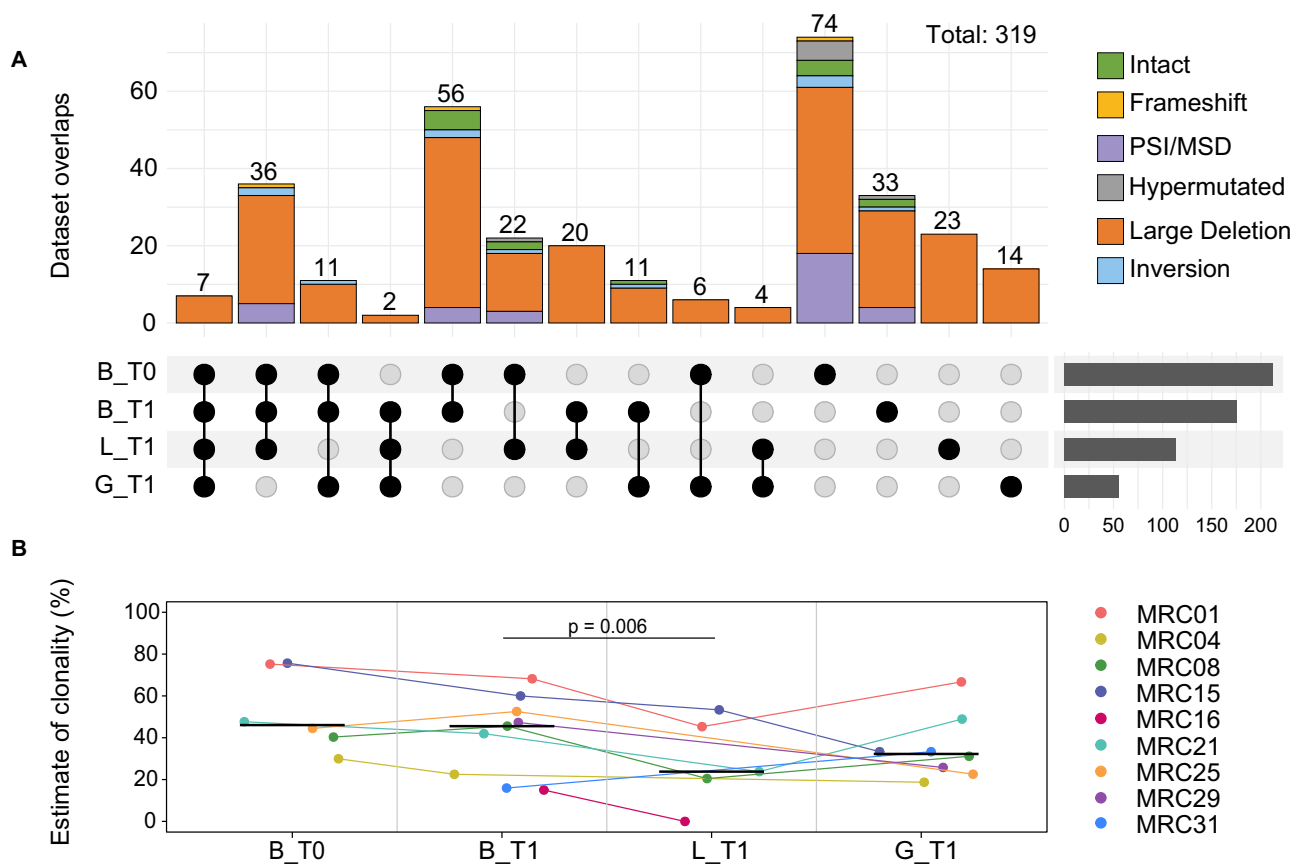 A
Dataset overlaps
60
40
20
0
7
36
11
2
56
22
20
11
6
4
74
33
23
14
Total: 319
Intact
Frameshift
PSI/MSD
Hypermutated
Large Deletion
Inversion
B_T0
B_T1
L_T1
G_T1
0 50 100 150 200
B
Estimate of clonality (%)
100
80
60
40
20
0
p = 0.006
B_T0 B_T1 L_T1 G_T1
MRC01
MRC04
MRC08
MRC15
MRC16
MRC21
MRC25
MRC29
MRC31